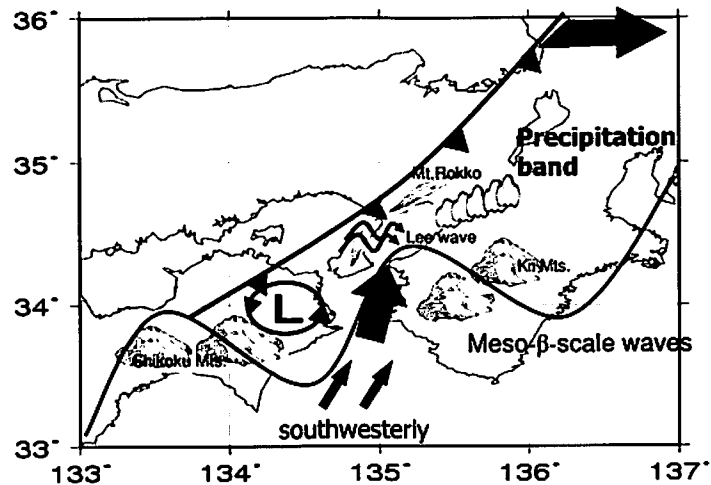 36°
Precipitation
band
35°
Mt.Rokko
Lee wave
Kii Mts.
34°
L
Shikoku Mts.
Meso-β-scale waves
southwesterly
33°
133°
134°
135°
136°
137°